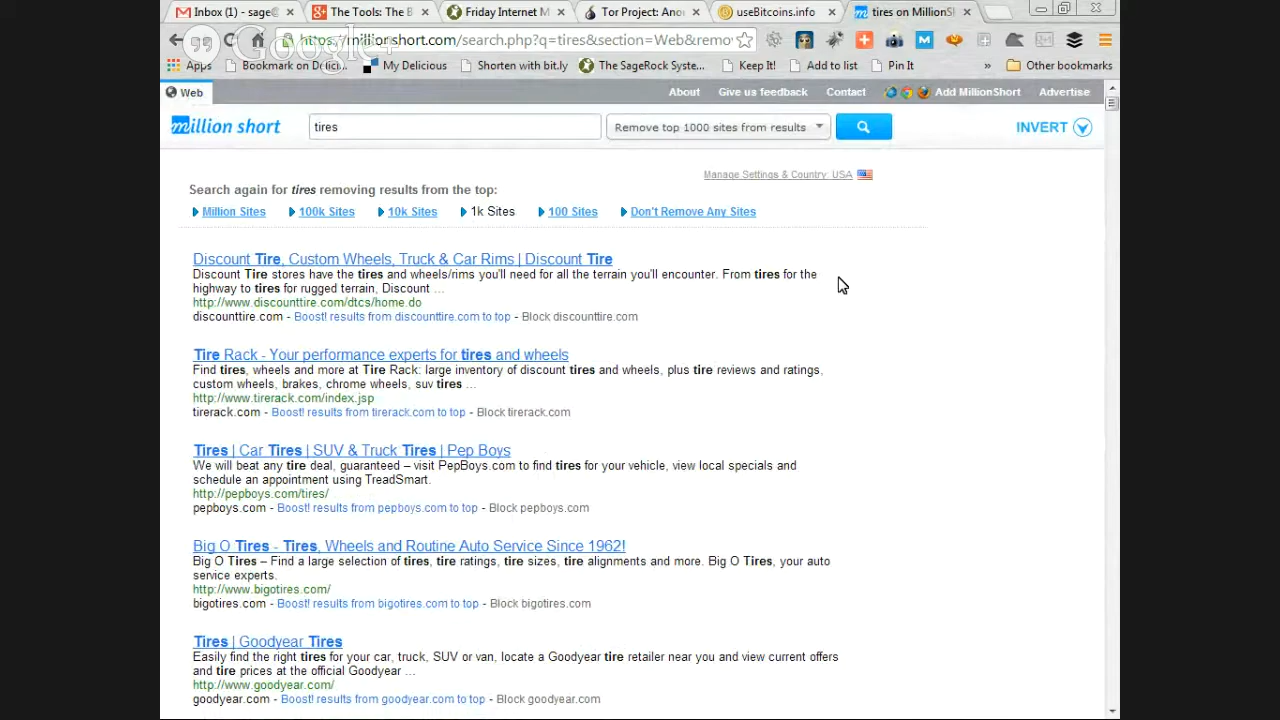 Inbox (1) - sage@
The Tools: The B
Friday Internet M
Tor Project: Ano
useBitcoins.info
tires on MillionSh
https://millionshort.com/search.php?q=tires&section=Web&remo
Google+
Apps
Bookmark on Delici...
My Delicious
Shorten with bit.ly
The SageRock Syste...
Keep It!
Add to list
Pin It
»
Other bookmarks
Web
About
Give us feedback
Contact
Add MillionShort
Advertise
million short
tires
Remove top 1000 sites from results
INVERT
Manage Settings & Country: USA
Search again for tires removing results from the top:
Million Sites
100k Sites
10k Sites
1k Sites
100 Sites
Don't Remove Any Sites
Discount Tire, Custom Wheels, Truck & Car Rims | Discount Tire
Discount Tire stores have the tires and wheels/rims you'll need for all the terrain you'll encounter. From tires for the
highway to tires for rugged terrain, Discount ...
http://www.discounttire.com/dtcs/home.do
discounttire.com - Boost! results from discounttire.com to top - Block discounttire.com
Tire Rack - Your performance experts for tires and wheels
Find tires, wheels and more at Tire Rack: large inventory of discount tires and wheels, plus tire reviews and ratings,
custom wheels, brakes, chrome wheels, suv tires ...
http://www.tirerack.com/index.jsp
tirerack.com - Boost! results from tirerack.com to top - Block tirerack.com
Tires | Car Tires | SUV & Truck Tires | Pep Boys
We will beat any tire deal, guaranteed – visit PepBoys.com to find tires for your vehicle, view local specials and
schedule an appointment using TreadSmart.
http://pepboys.com/tires/
pepboys.com - Boost! results from pepboys.com to top - Block pepboys.com
Big O Tires - Tires, Wheels and Routine Auto Service Since 1962!
Big O Tires – Find a large selection of tires, tire ratings, tire sizes, tire alignments and more. Big O Tires, your auto
service experts.
http://www.bigotires.com/
bigotires.com - Boost! results from bigotires.com to top - Block bigotires.com
Tires | Goodyear Tires
Easily find the right tires for your car, truck, SUV or van, locate a Goodyear tire retailer near you and view current offers
and tire prices at the official Goodyear ...
http://www.goodyear.com/
goodyear.com - Boost! results from goodyear.com to top - Block goodyear.com